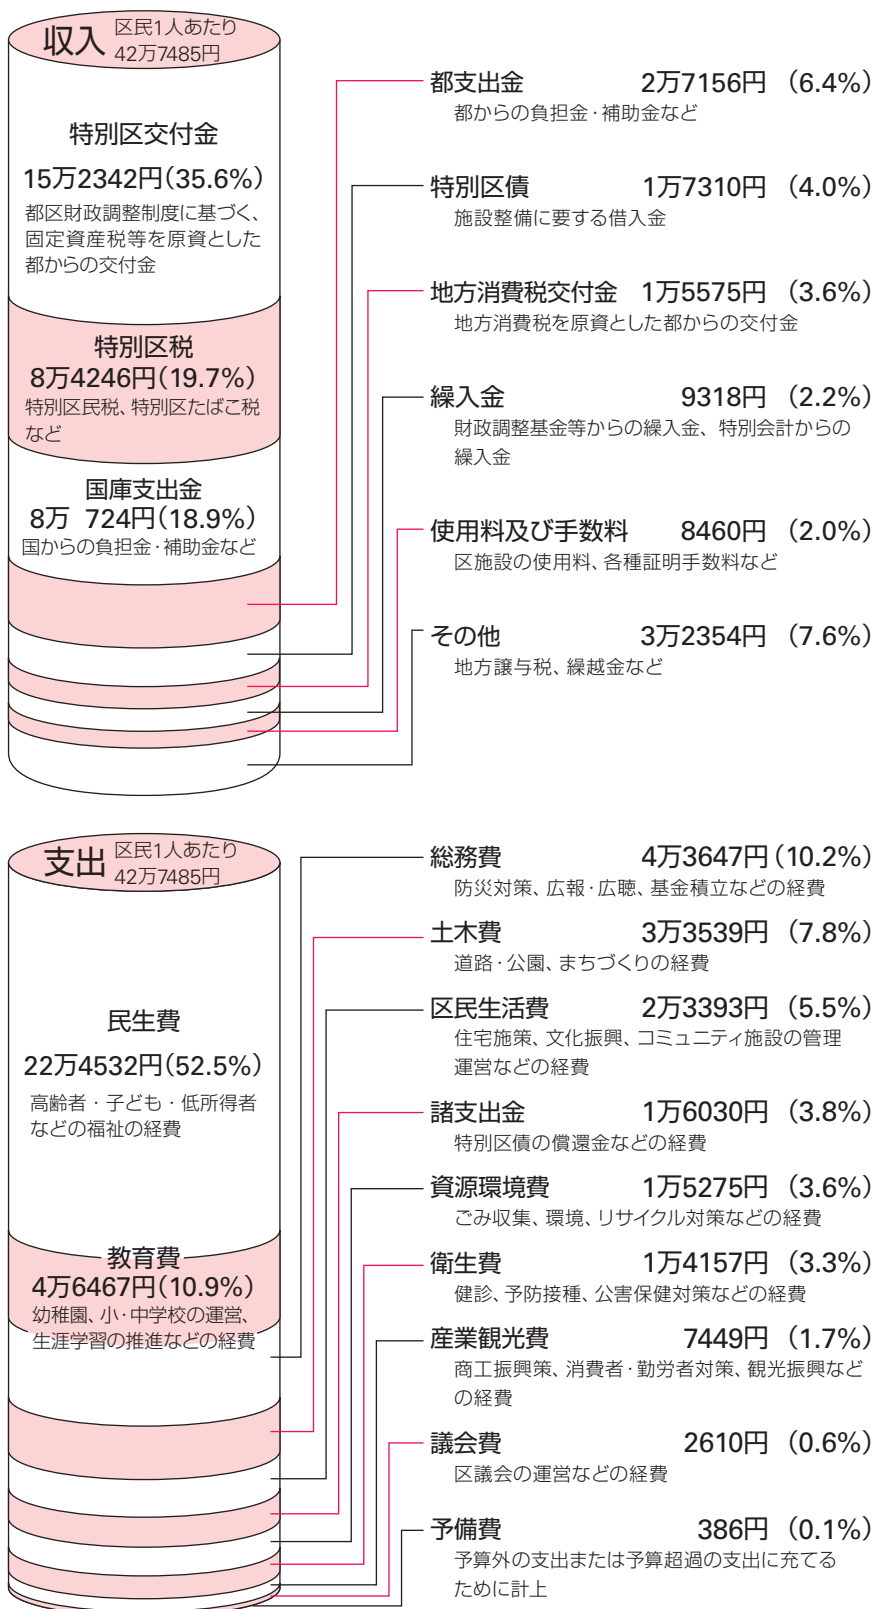 収入 区民1人あたり
42万7485円
特別区交付金
15万2342円(35.6%)
都区財政調整制度に基づく、
固定資産税等を原資とした
都からの交付金
特別区税
8万4246円(19.7%)
特別区民税、特別区たばこ税
など
国庫支出金
8万 724円(18.9%)
国からの負担金・補助金など
都支出金 2万7156円 (6.4%)
都からの負担金・補助金など
特別区債 1万7310円 (4.0%)
施設整備に要する借入金
地方消費税交付金 1万5575円 (3.6%)
地方消費税を原資とした都からの交付金
繰入金 9318円 (2.2%)
財政調整基金等からの繰入金、特別会計からの
繰入金
使用料及び手数料 8460円 (2.0%)
区施設の使用料、各種証明手数料など
その他 3万2354円 (7.6%)
地方譲与税、繰越金など
支出 区民1人あたり
42万7485円
民生費
22万4532円(52.5%)
高齢者・子ども・低所得者
などの福祉の経費
教育費
4万6467円(10.9%)
幼稚園、小・中学校の運営、
生涯学習の推進などの経費
総務費 4万3647円(10.2%)
防災対策、広報・広聴、基金積立などの経費
土木費 3万3539円 (7.8%)
道路・公園、まちづくりの経費
区民生活費 2万3393円 (5.5%)
住宅施策、文化振興、コミュニティ施設の管理
運営などの経費
諸支出金 1万6030円 (3.8%)
特別区債の償還金などの経費
資源環境費 1万5275円 (3.6%)
ごみ収集、環境、リサイクル対策などの経費
衛生費 1万4157円 (3.3%)
健診、予防接種、公害保健対策などの経費
産業観光費 7449円 (1.7%)
商工振興策、消費者・勤労者対策、観光振興など
の経費
議会費 2610円 (0.6%)
区議会の運営などの経費
予備費 386円 (0.1%)
予算外の支出または予算超過の支出に充てる
ために計上